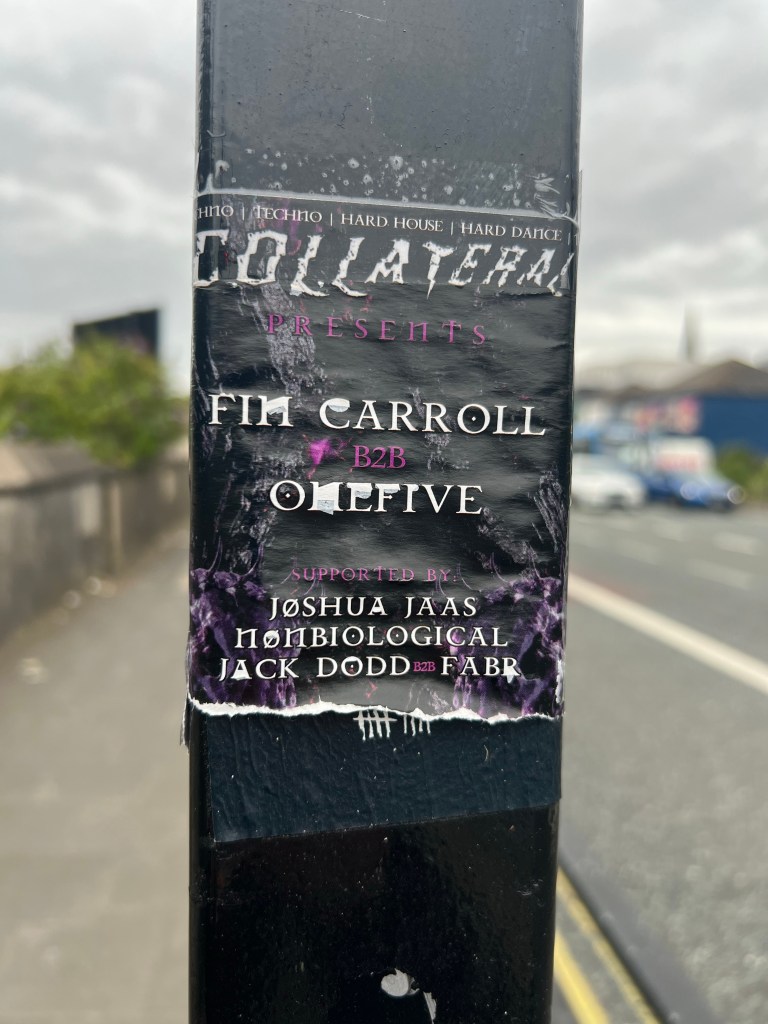 TECHNO | HARD HOUSE | HARD DANCE
COLLATERAL
PRESENTS
FIN CARROLL
B2B
ONEFIVE
SUPPORTED BY:
JØSHUA JAAS
NØNBIOLOGICAL
JACK DODD B2B FABR